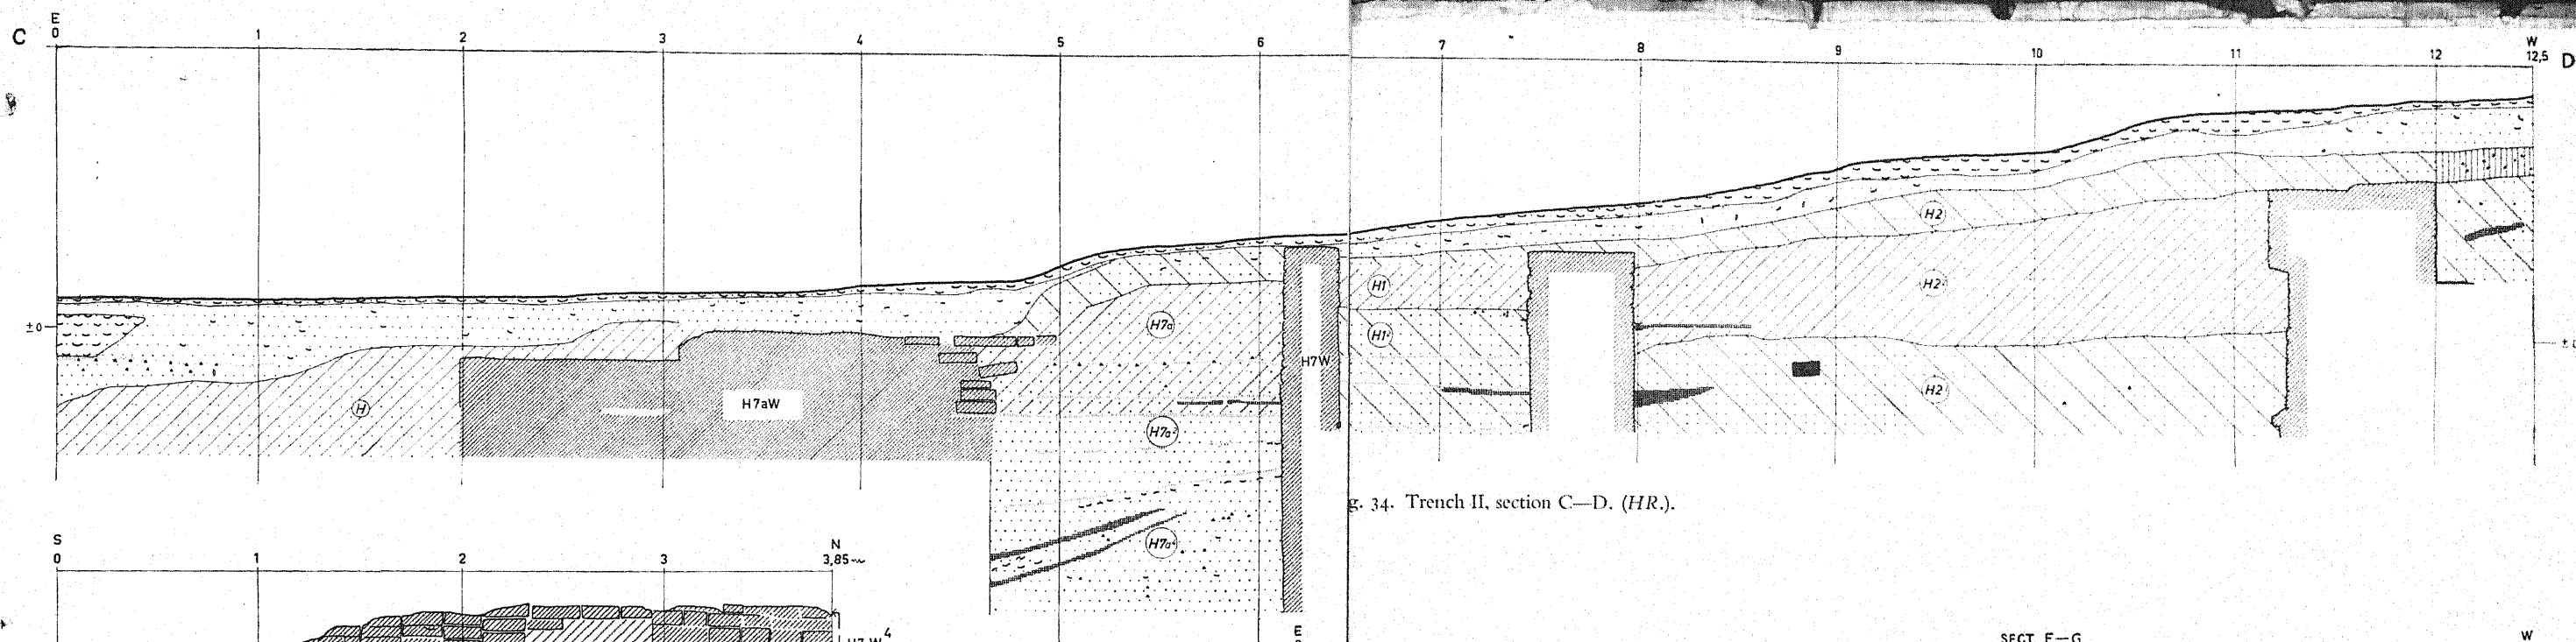 E W
C 0 1 2 3 4 5 6 7 8 9 10 11 12 12,5 D
H2
H1 H2
±0 H7a H1 H7W ±0
H H7aW H2
H7a
g. 34. Trench II, section C—D. (HR.).
H7a
S N
0 1 2 3 3,85
E W
SECT E—G